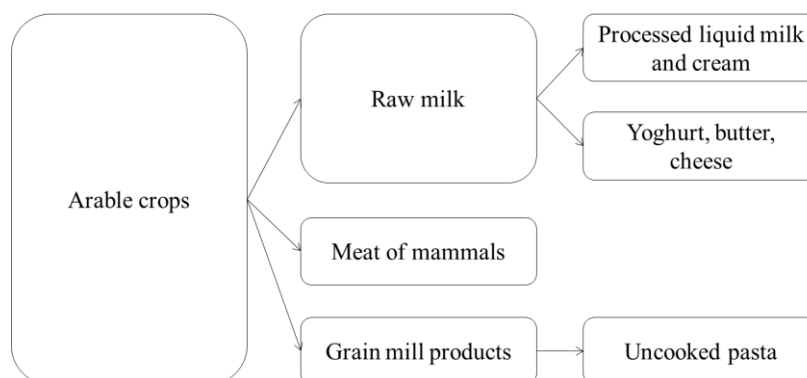 Arable crops
Raw milk
Processed liquid milk
and cream
Yoghurt, butter,
cheese
Meat of mammals
Grain mill products
Uncooked pasta